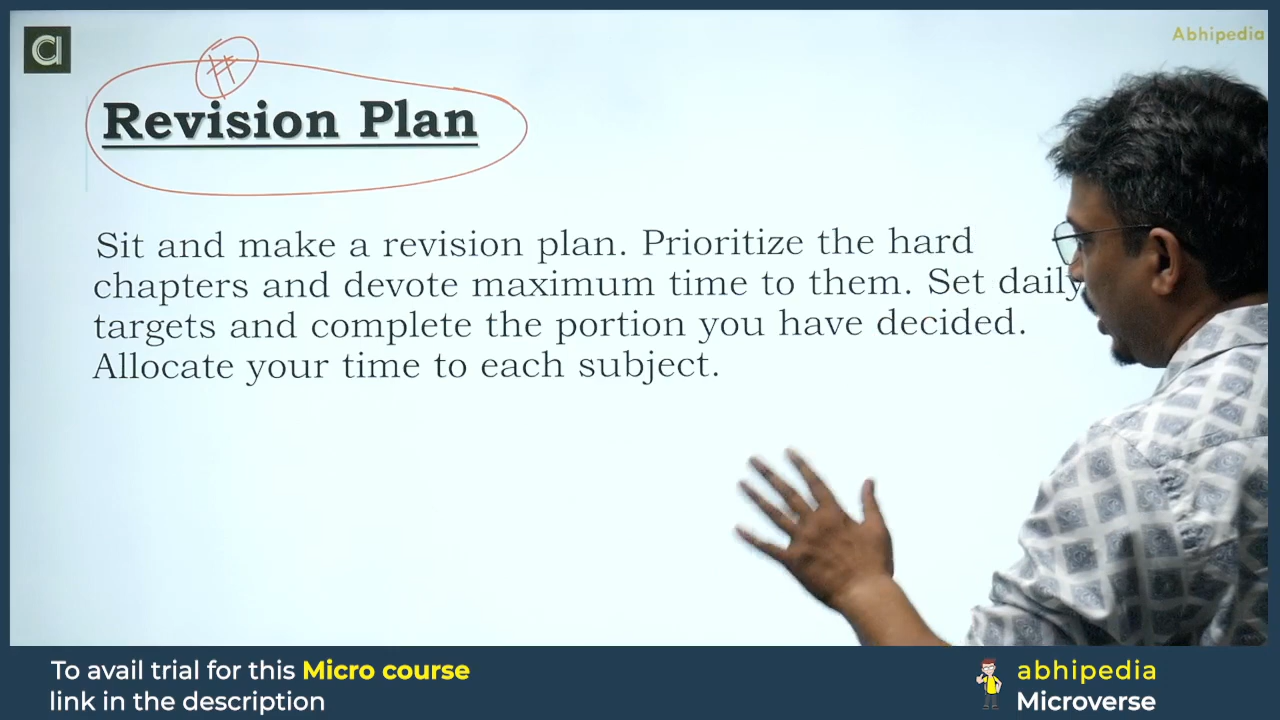 Abhipedia
#
Revision Plan
Sit and make a revision plan. Prioritize the hard
chapters and devote maximum time to them. Set daily
targets and complete the portion you have decided.
Allocate your time to each subject.
To avail trial for this Micro course
link in the description
abhipedia
Microverse